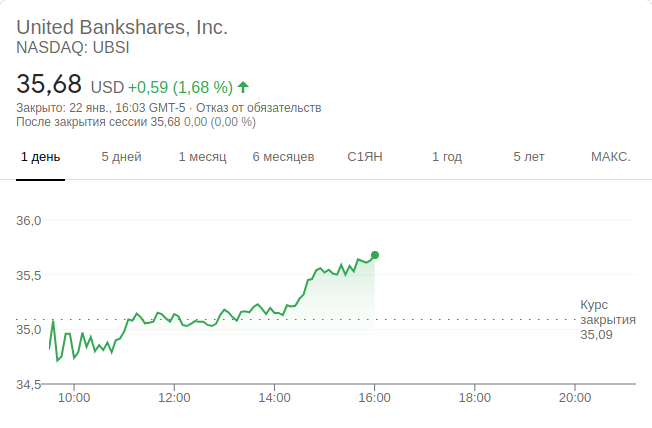 United Bankshares, Inc.
NASDAQ: UBSI
35,68 USD +0,59 (1,68 %)
Закрыто: 22 янв., 16:03 GMT-5 · Отказ от обязательств
После закрытия сессии 35,68 0,00 (0,00 %)
1 день 5 дней 1 месяц 6 месяцев С1ЯН 1 год 5 лет МАКС.
36,0
35,5
Курс
35,0 закрытия
35,09
34,5
10:00 12:00 14:00 16:00 18:00 20:00